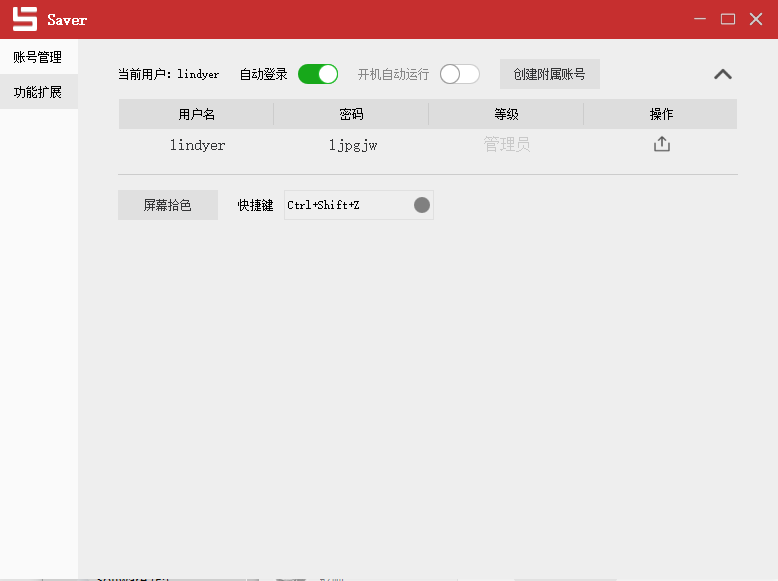 Saver
账号管理
功能扩展
当前用户: lindyer 自动登录 开机自动运行 创建附属账号
用户名 密码 等级 操作
lindyer ljpgjw 管理员
屏幕拾色 快捷键 Ctrl+Shift+Z